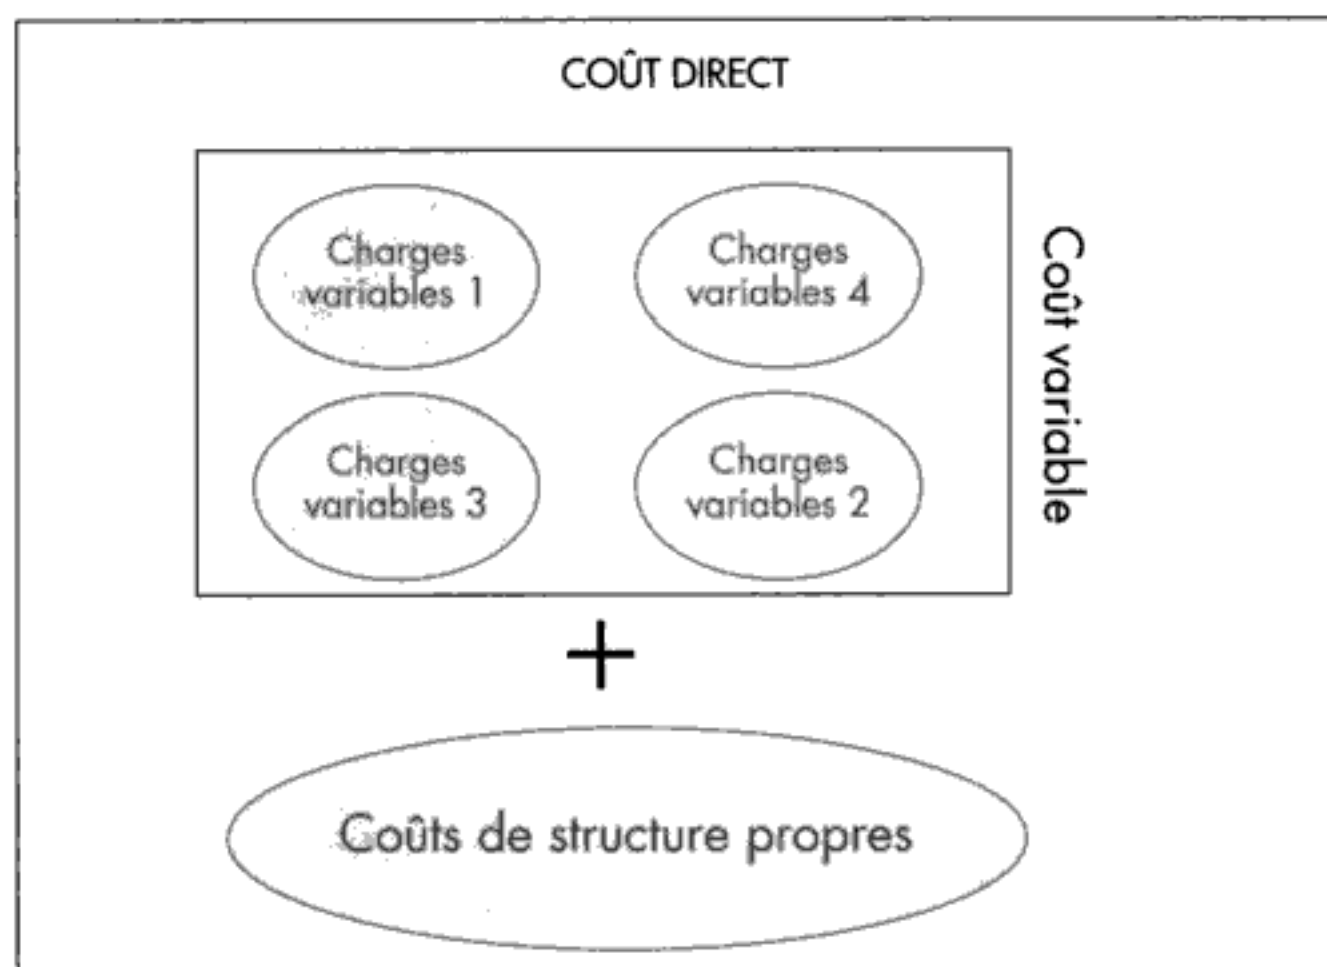 COÛT DIRECT
Charges
variables 1
Charges
variables 4
Coût variable
Charges
variables 3
Charges
variables 2
+
Coûts de structure propres